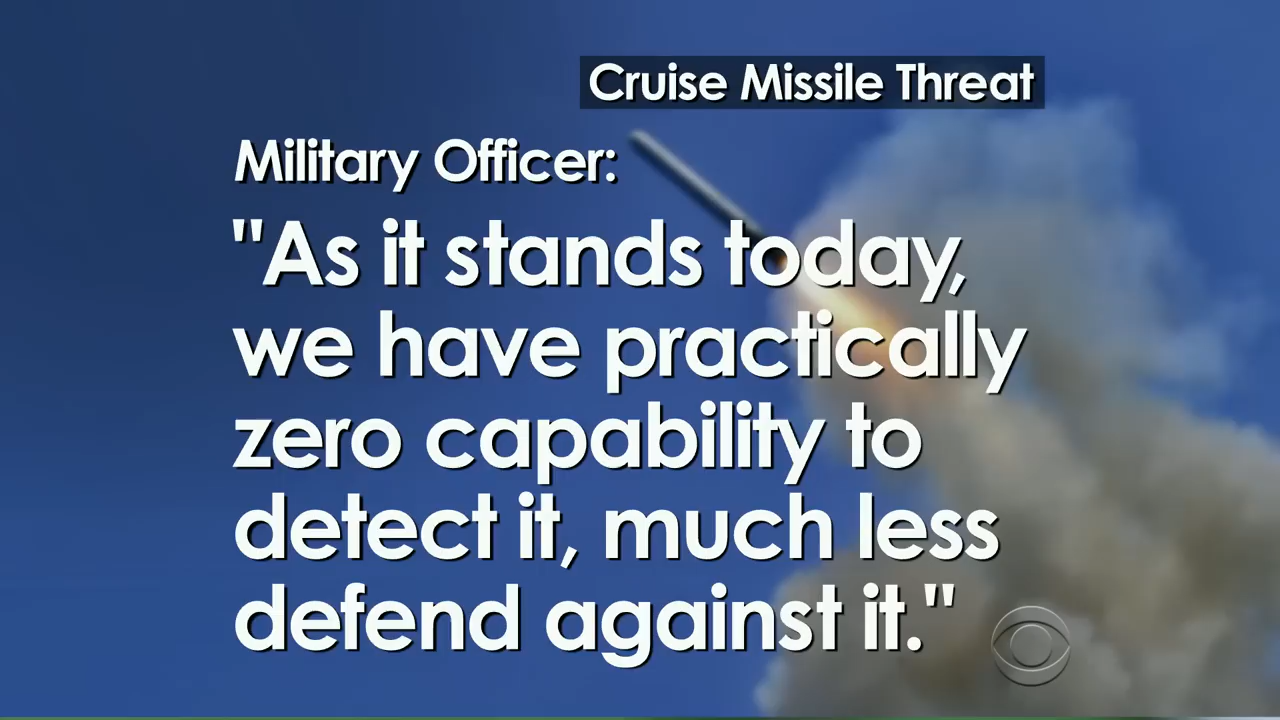 Cruise Missile Threat
Military Officer:
"As it stands today,
we have practically
zero capability to
detect it, much less
defend against it."